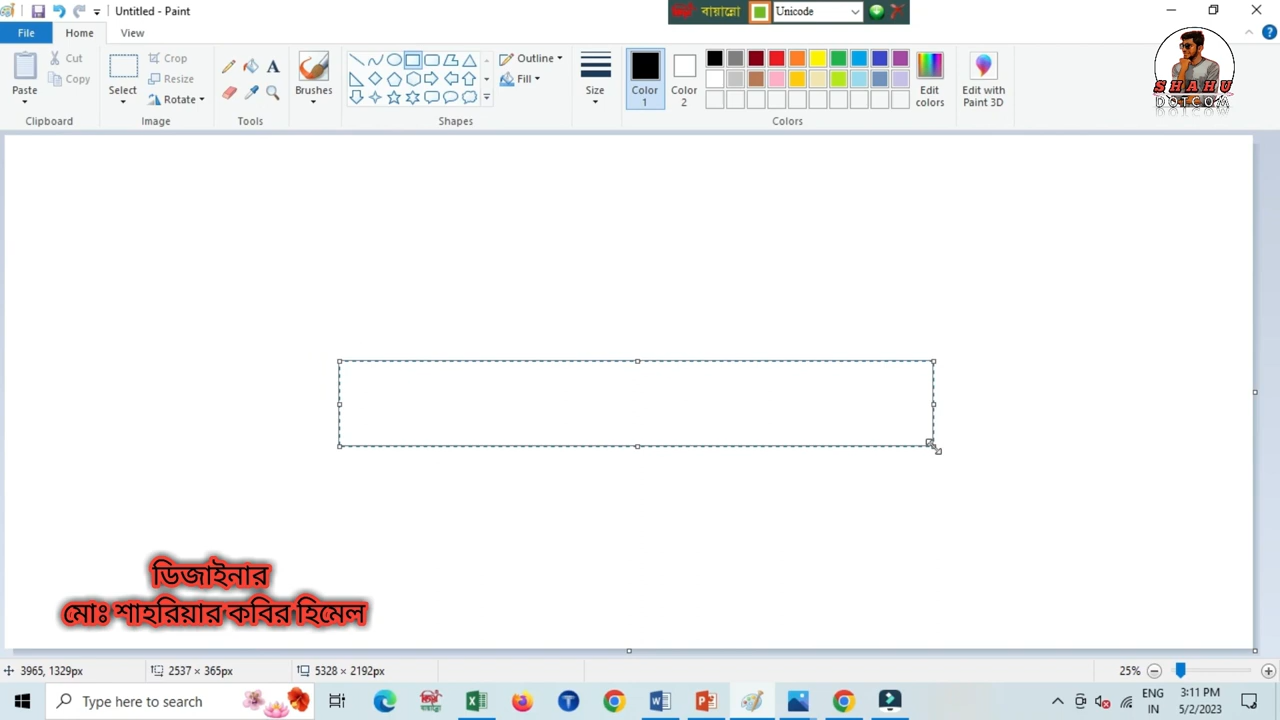 Untitled - Paint
বায়ান্নো
Unicode
File
Home
View
Paste
Cut
Copy
Clipboard
Select
Crop
Resize
Rotate
Image
A
Tools
Brushes
Outline
Fill
Shapes
Size
Color 1
Color 2
Edit colors
Colors
Edit with Paint 3D
SHAHU
DOTCOM
ডিজাইনার
মোঃ শাহরিয়ার কবির হিমেল
3965, 1329px
2537 × 365px
5328 × 2192px
25%
Type here to search
ENG
IN
3:11 PM
5/2/2023